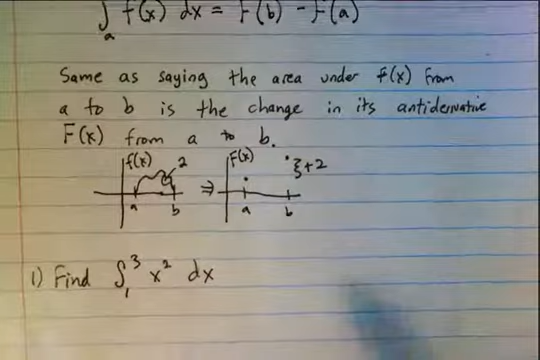 ∫ₐ f(x) dx = F(b) - F(a)
Same as saying the area under f(x) from
a to b is the change in its antiderivative
F(x) from a to b.
f(x) 2 ⇒ F(x) } +2
a b a b
1) Find ∫₁³ x² dx